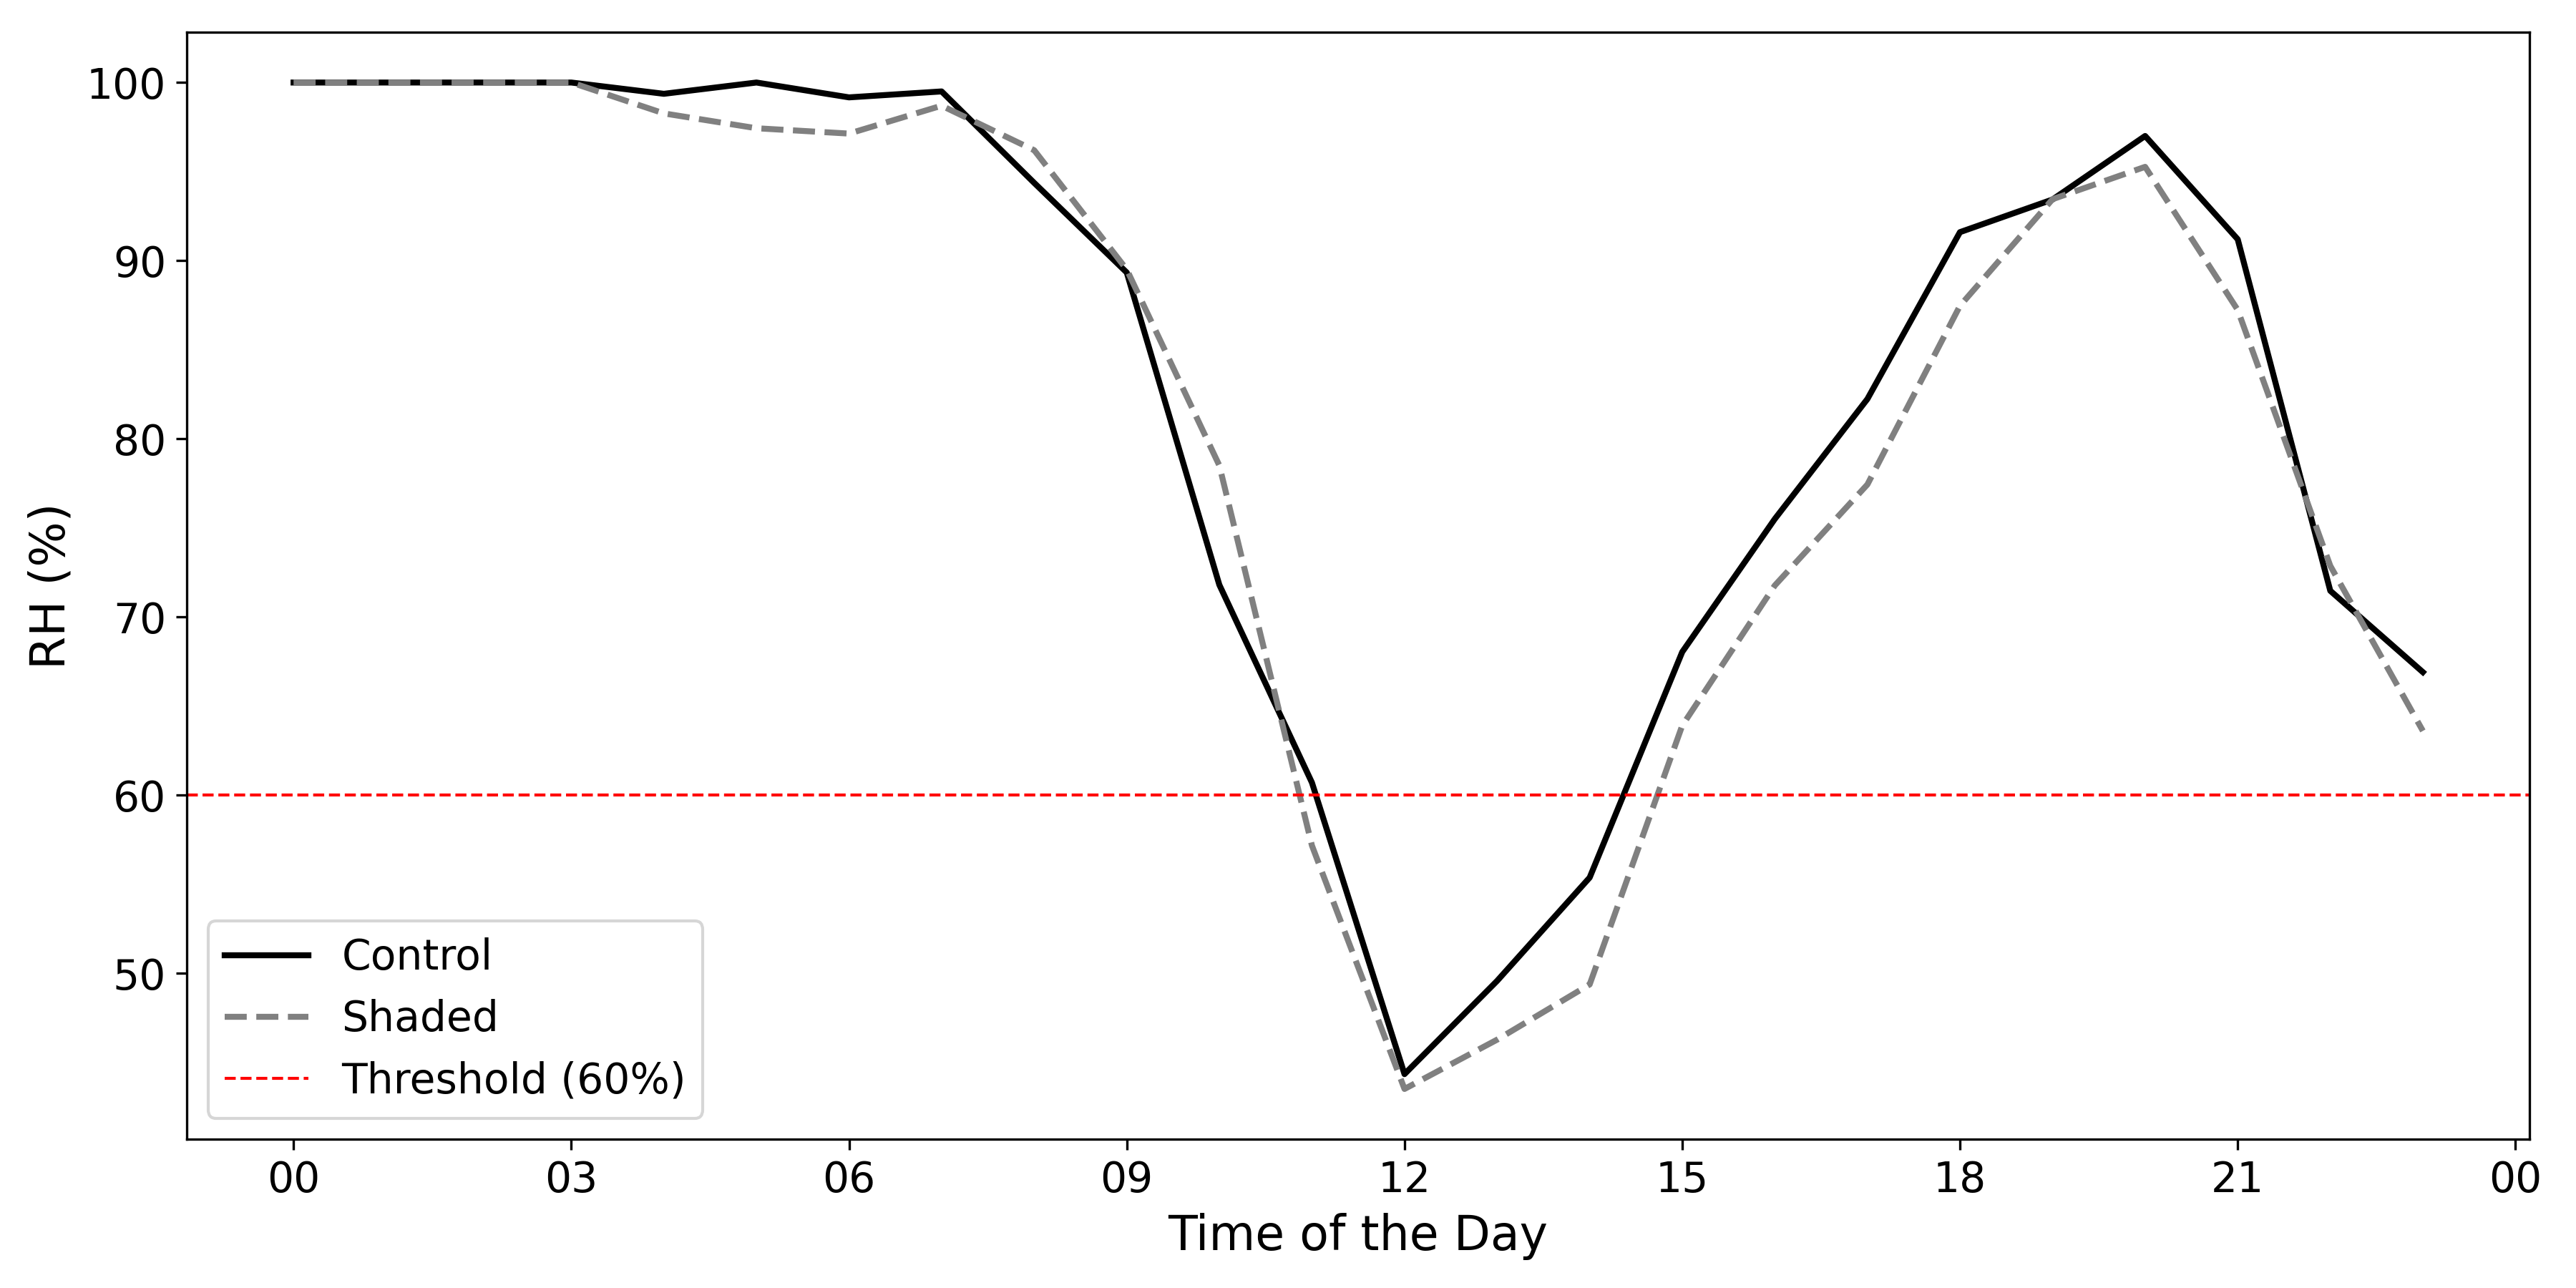 100
90
80
70
60
50
RH (%)
Control
Shaded
Threshold (60%)
00 03 06 09 12 15 18 21 00
Time of the Day